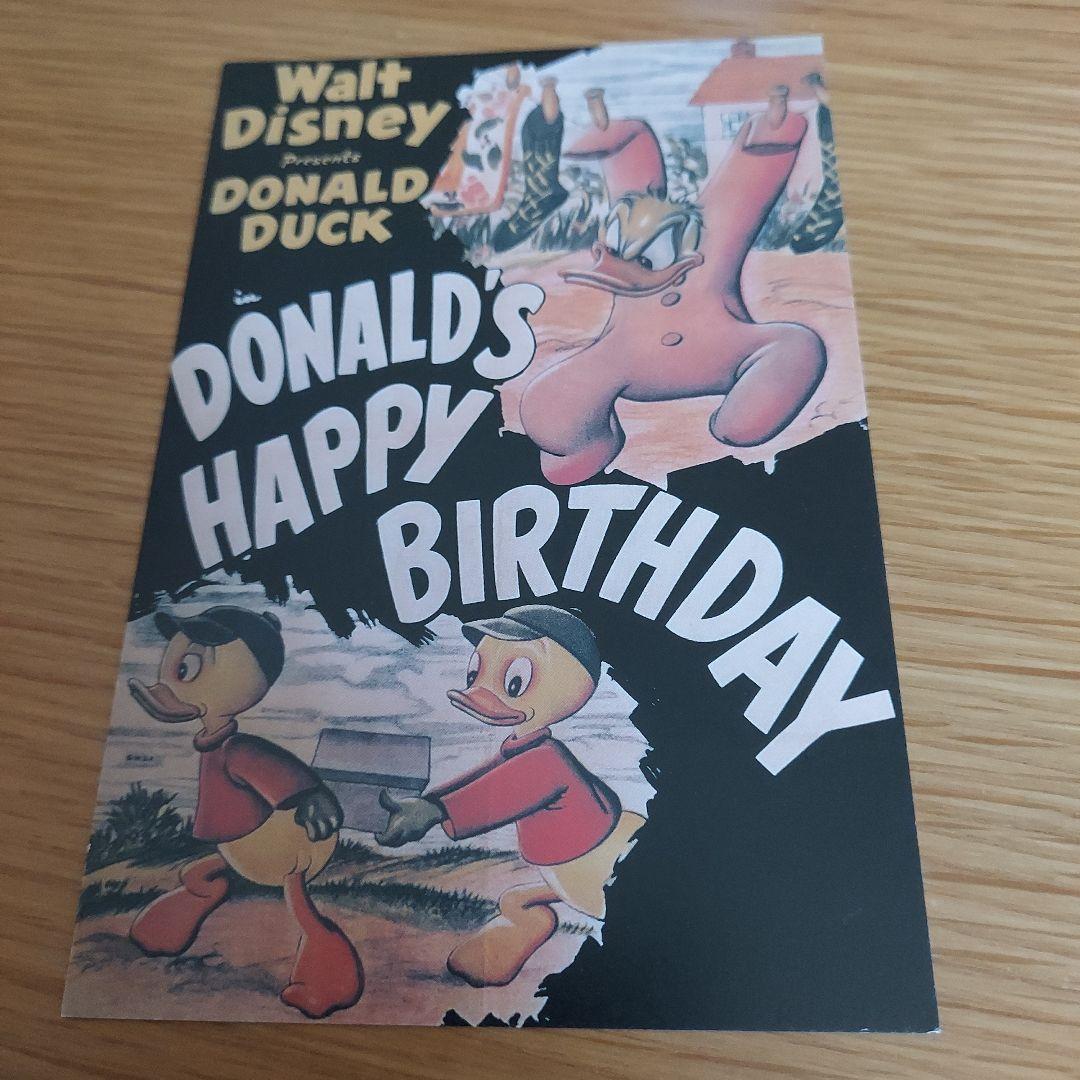 Walt
Disney
Presents
DONALD
DUCK
in
DONALD'S
HAPPY
BIRTHDAY